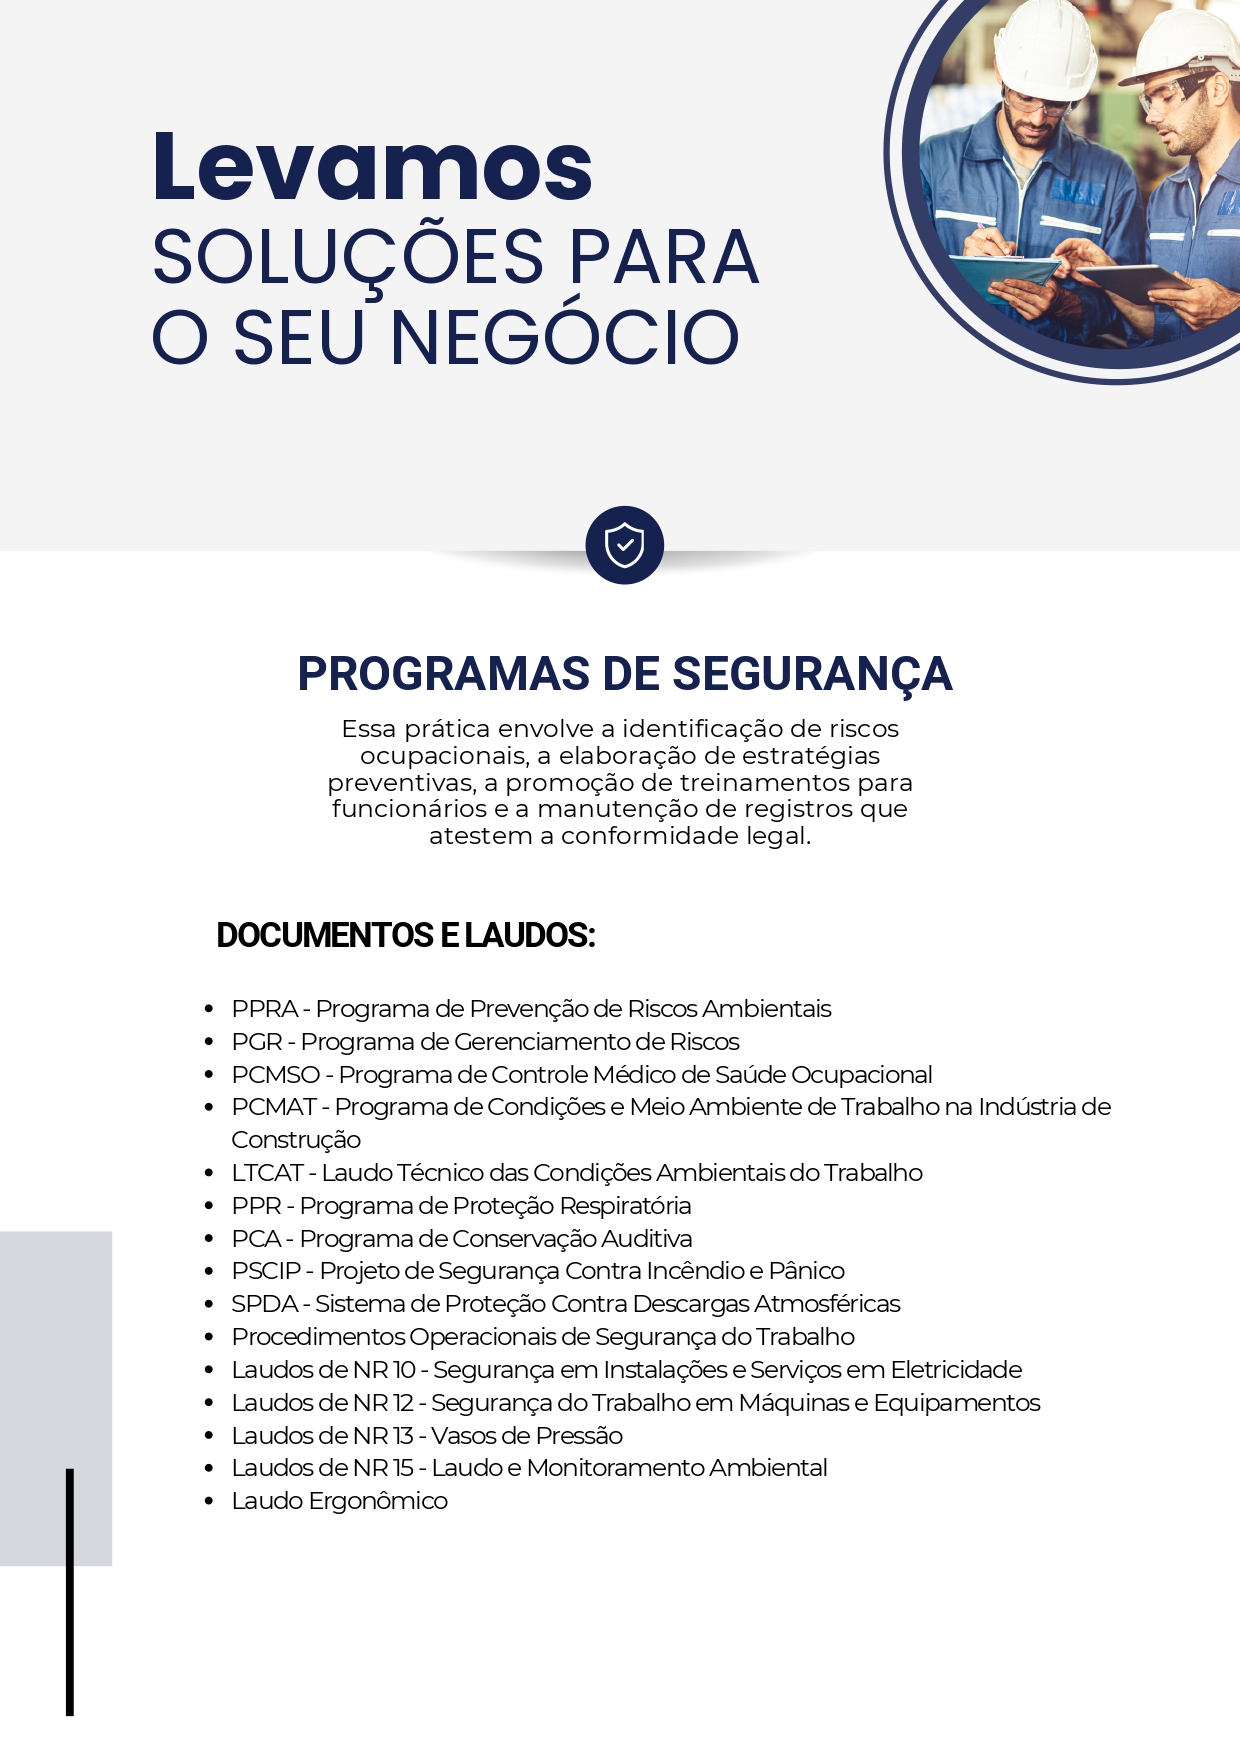 Levamos
SOLUÇÕES PARA
O SEU NEGÓCIO
PROGRAMAS DE SEGURANÇA
Essa prática envolve a identificação de riscos
ocupacionais, a elaboração de estratégias
preventivas, a promoção de treinamentos para
funcionários e a manutenção de registros que
atestem a conformidade legal.
DOCUMENTOS E LAUDOS:
• PPRA - Programa de Prevenção de Riscos Ambientais
• PGR - Programa de Gerenciamento de Riscos
• PCMSO - Programa de Controle Médico de Saúde Ocupacional
• PCMAT - Programa de Condições e Meio Ambiente de Trabalho na Indústria de
Construção
• LTCAT - Laudo Técnico das Condições Ambientais do Trabalho
• PPR - Programa de Proteção Respiratória
• PCA - Programa de Conservação Auditiva
• PSCIP - Projeto de Segurança Contra Incêndio e Pânico
• SPDA - Sistema de Proteção Contra Descargas Atmosféricas
• Procedimentos Operacionais de Segurança do Trabalho
• Laudos de NR 10 - Segurança em Instalações e Serviços em Eletricidade
• Laudos de NR 12 - Segurança do Trabalho em Máquinas e Equipamentos
• Laudos de NR 13 - Vasos de Pressão
• Laudos de NR 15 - Laudo e Monitoramento Ambiental
• Laudo Ergonômico